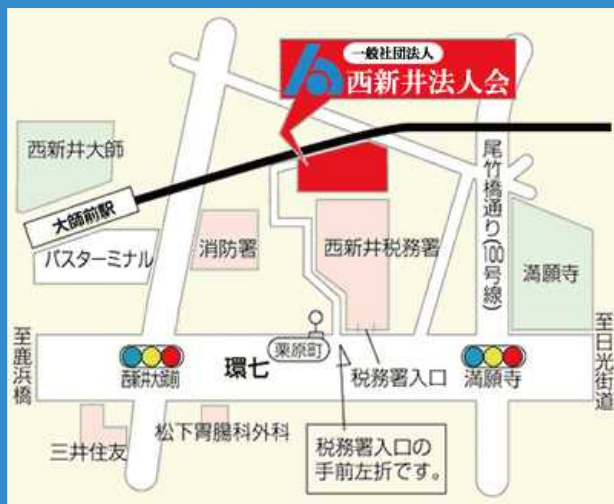 一般社団法人
西新井法人会
西新井大師
大師前駅
バスターミナル
消防署
西新井税務署
尾竹橋通り(100号線)
満願寺
至鹿浜橋
西新井大師前
環七
栗原町
税務署入口
満願寺
至日光街道
三井住友
松下胃腸科外科
税務署入口の
手前左折です。